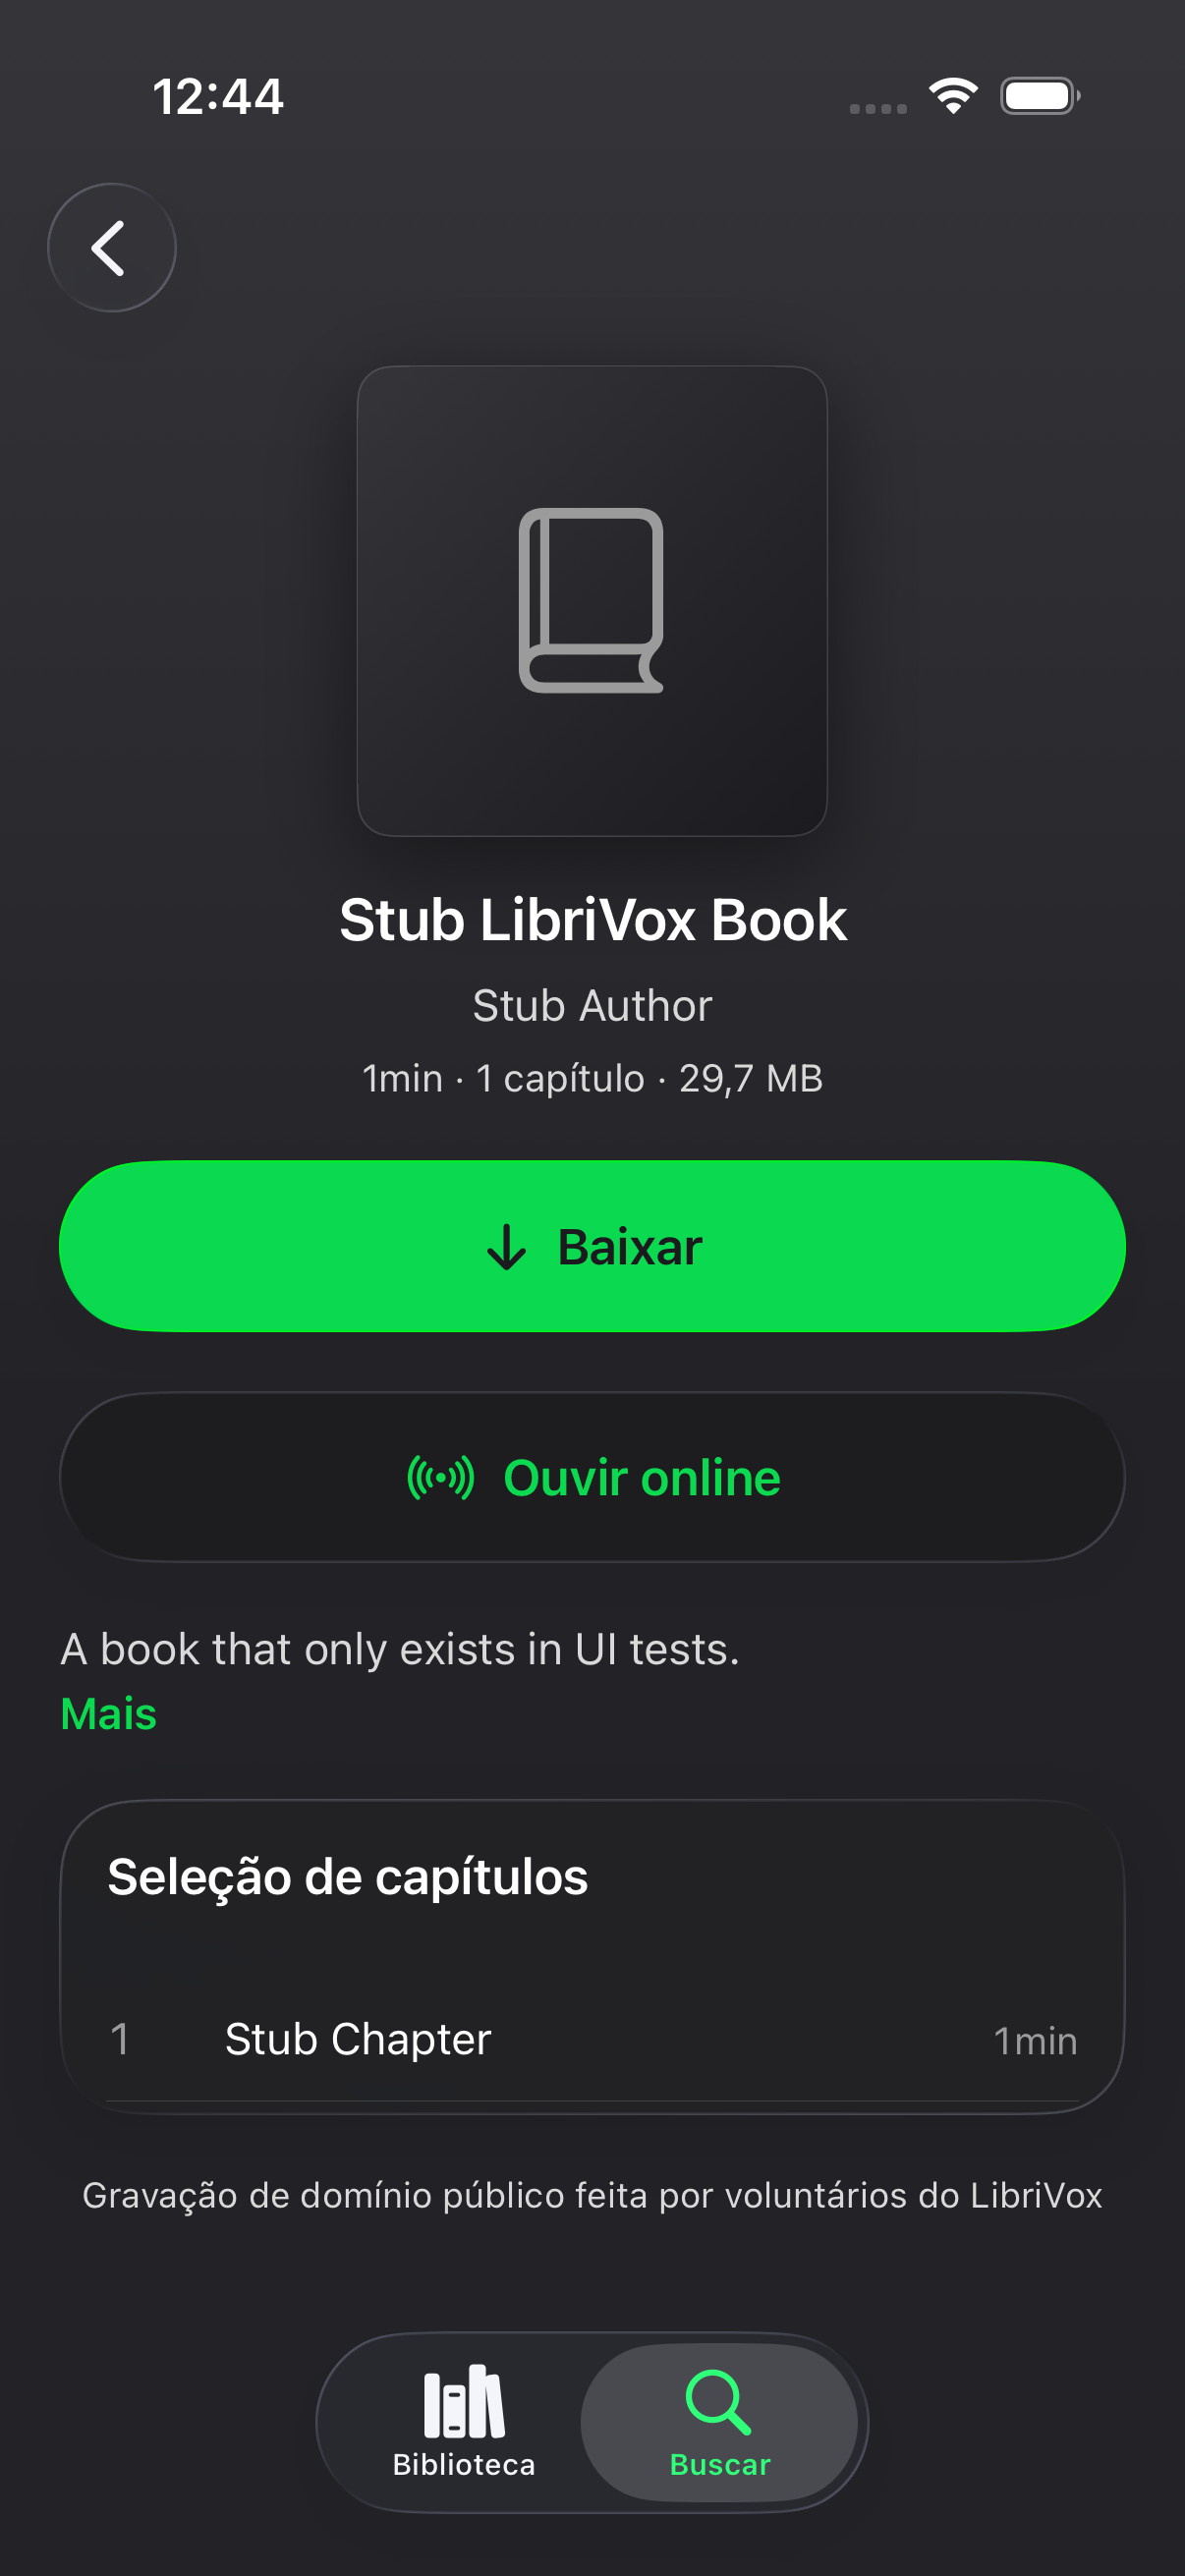 12:44
Stub LibriVox Book
Stub Author
1min · 1 capítulo · 29,7 MB
Baixar
Ouvir online
A book that only exists in UI tests.
Mais
Seleção de capítulos
1 Stub Chapter 1min
Gravação de domínio público feita por voluntários do LibriVox
Biblioteca Buscar